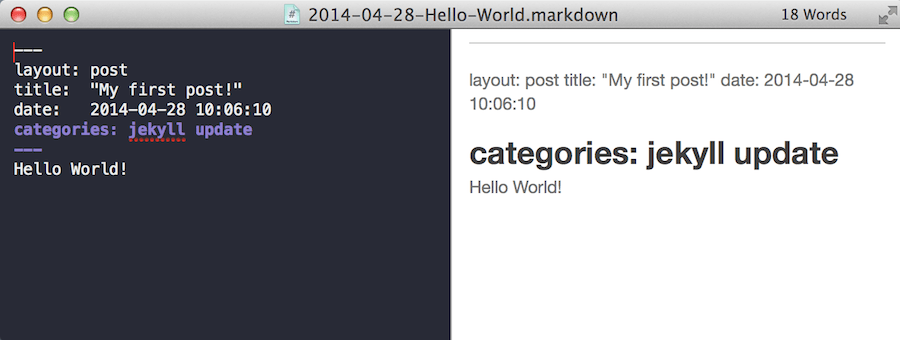 2014-04-28-Hello-World.markdown
18 Words
---
layout: post
title:  "My first post!"
date:   2014-04-28 10:06:10
categories: jekyll update
---
Hello World!
layout: post title: "My first post!" date: 2014-04-28
10:06:10
categories: jekyll update
Hello World!